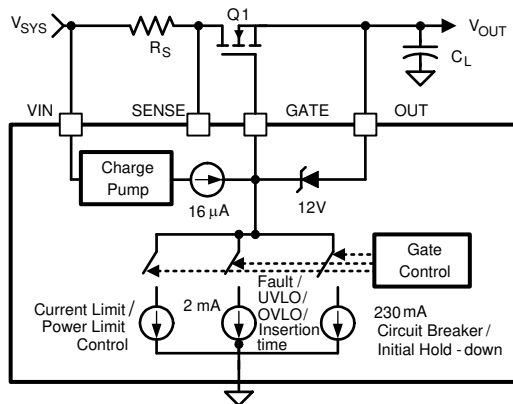 Q1
VSYS
RS
VOUT
CL
VIN
SENSE
GATE
OUT
Charge
Pump
16 μA
12V
Gate
Control
Current Limit /
Power Limit
Control
2 mA
Fault /
UVLO /
OVLO /
Insertion
time
230 mA
Circuit Breaker /
Initial Hold - down